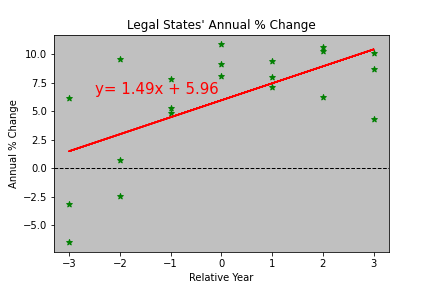 Legal States' Annual % Change
Annual % Change
10.0
7.5
5.0
2.5
0.0
−2.5
−5.0
y= 1.49x + 5.96
−3 −2 −1 0 1 2 3
Relative Year